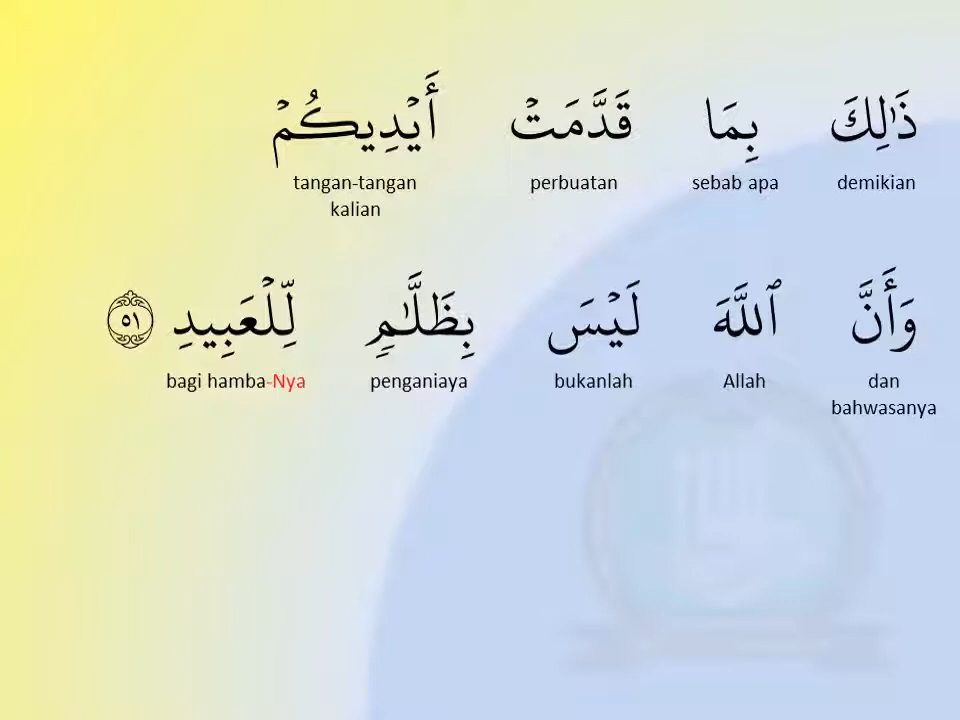 ذَٰلِكَ بِمَا قَدَّمَتْ أَيْدِيكُمْ
demikian sebab apa perbuatan tangan-tangan kalian
وَأَنَّ ٱللَّهَ لَيْسَ بِظَلَّٰمٍ لِّلْعَبِيدِ ٥١
dan bahwasanya Allah bukanlah penganiaya bagi hamba-Nya